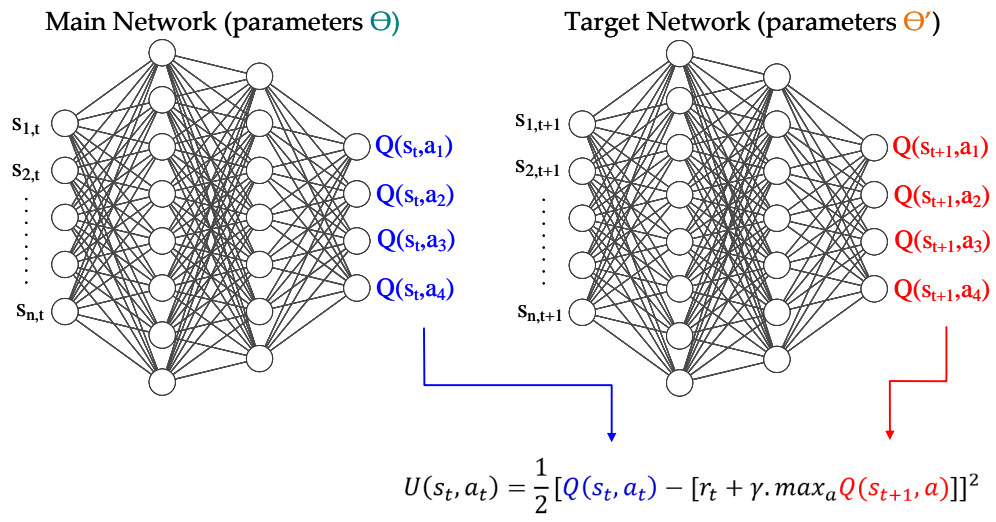 Main Network (parameters Ѳ)
Target Network (parameters Ѳ’)
s1,t
s2,t
sn,t
Q(st,a1)
Q(st,a2)
Q(st,a3)
Q(st,a4)
s1,t+1
s2,t+1
sn,t+1
Q(st+1,a1)
Q(st+1,a2)
Q(st+1,a3)
Q(st+1,a4)
U(st, at) = 1/2 [Q(st, at) − [rt + γ.maxaQ(st+1, a)]]²